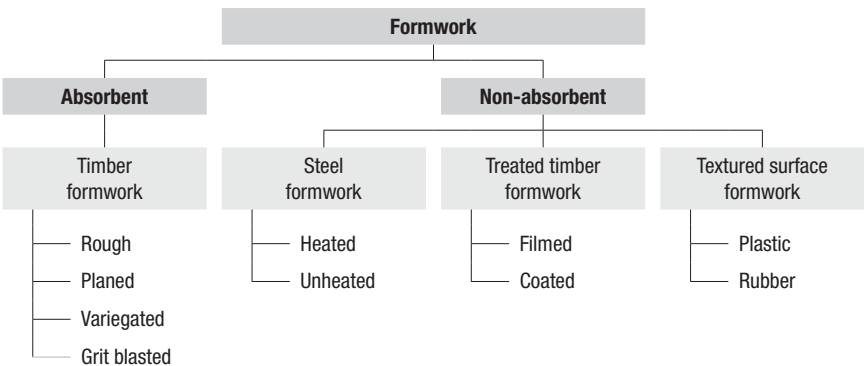 Formwork
Absorbent
Non-absorbent
Timber
formwork
Steel
formwork
Treated timber
formwork
Textured surface
formwork
Rough
Planed
Variegated
Grit blasted
Heated
Unheated
Filmed
Coated
Plastic
Rubber